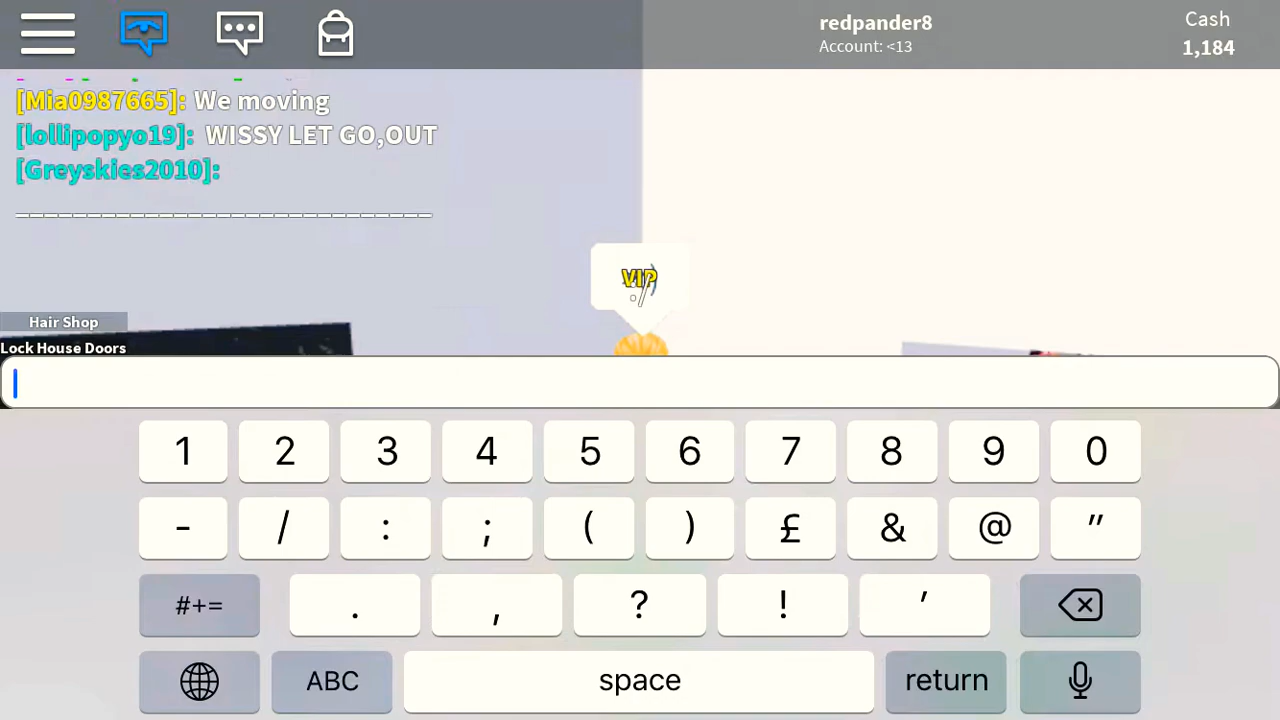 redpander8
Account: <13
Cash
1,184
[Mia0987665]: We moving
[lollipopyo19]: WISSY LET GO,OUT
[Greyskies2010]:
_____________________________
VIP
Hair Shop
Lock House Doors
1 2 3 4 5 6 7 8 9 0
- / : ; ( ) £ & @ "
#+= . , ? ! '
ABC space return